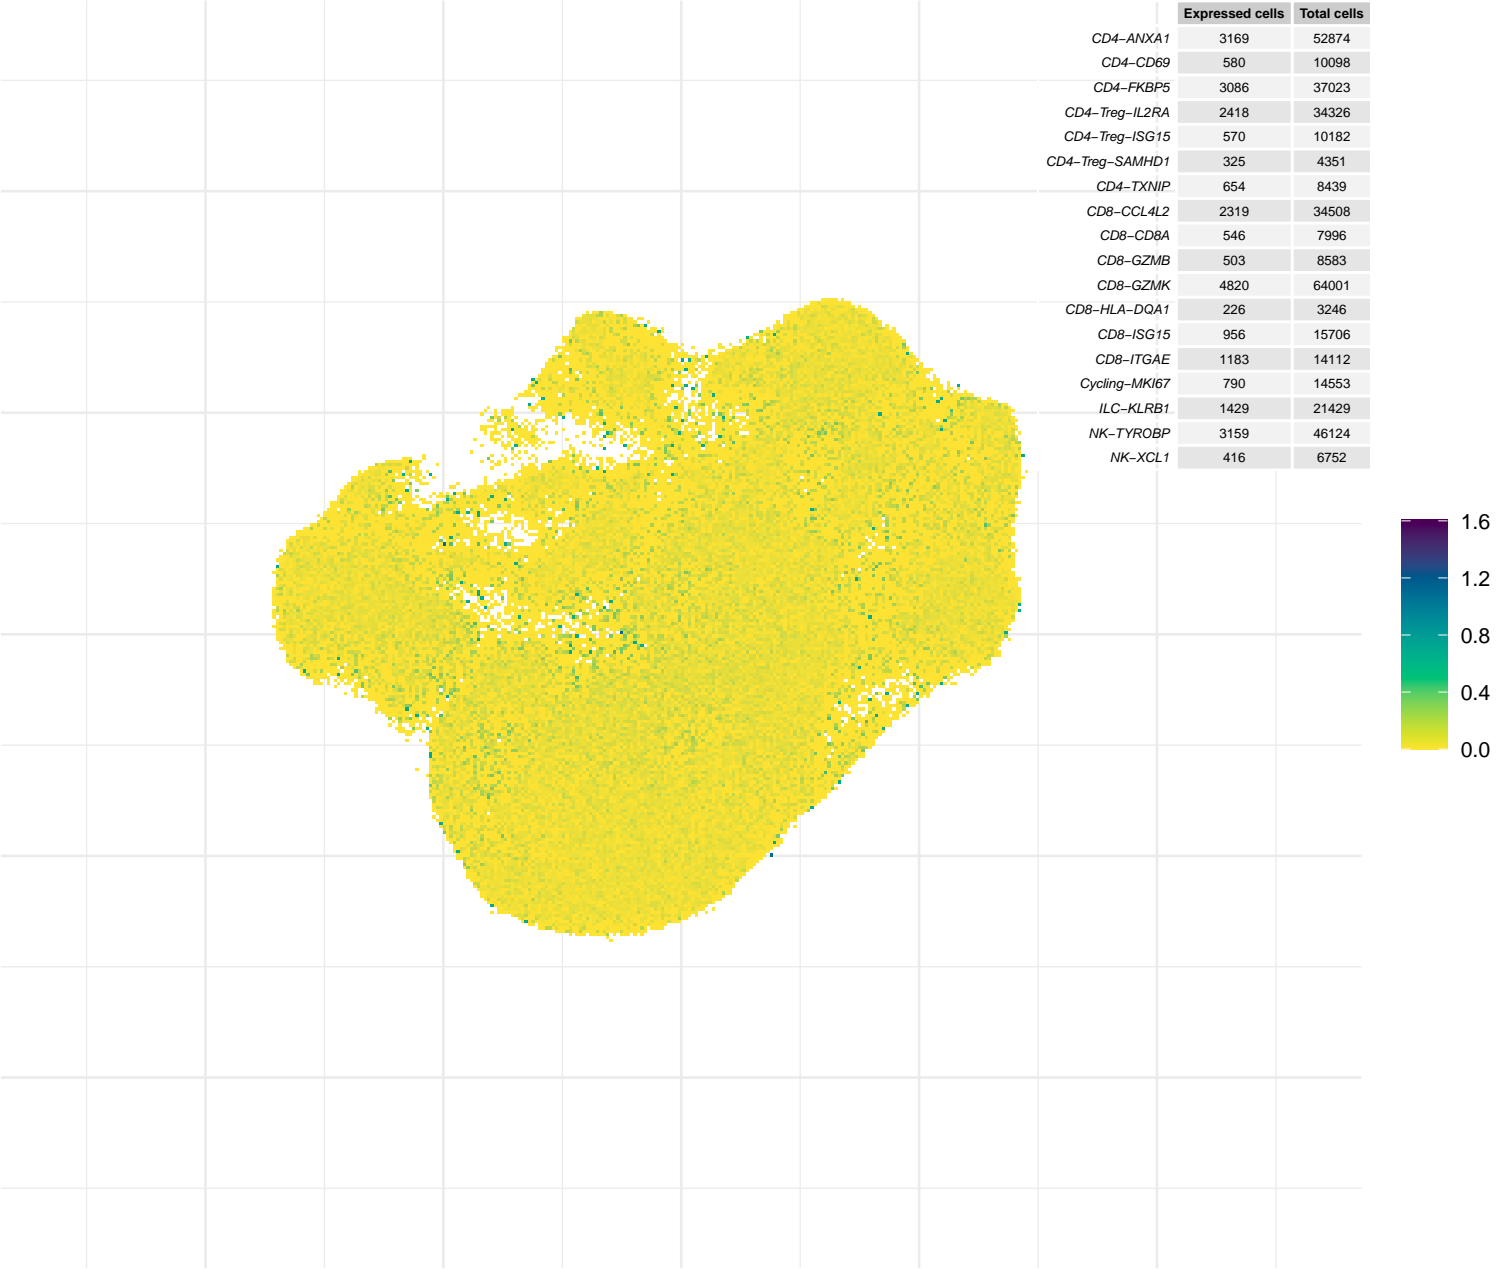 Expressed cells Total cells
CD4−ANXA1 3169 52874
CD4−CD69 580 10098
CD4−FKBP5 3086 37023
CD4−Treg−IL2RA 2418 34326
CD4−Treg−ISG15 570 10182
CD4−Treg−SAMHD1 325 4351
CD4−TXNIP 654 8439
CD8−CCL4L2 2319 34508
CD8−CD8A 546 7996
CD8−GZMB 503 8583
CD8−GZMK 4820 64001
CD8−HLA−DQA1 226 3246
CD8−ISG15 956 15706
CD8−ITGAE 1183 14112
Cycling−MKI67 790 14553
ILC−KLRB1 1429 21429
NK−TYROBP 3159 46124
NK−XCL1 416 6752
1.6
1.2
0.8
0.4
0.0